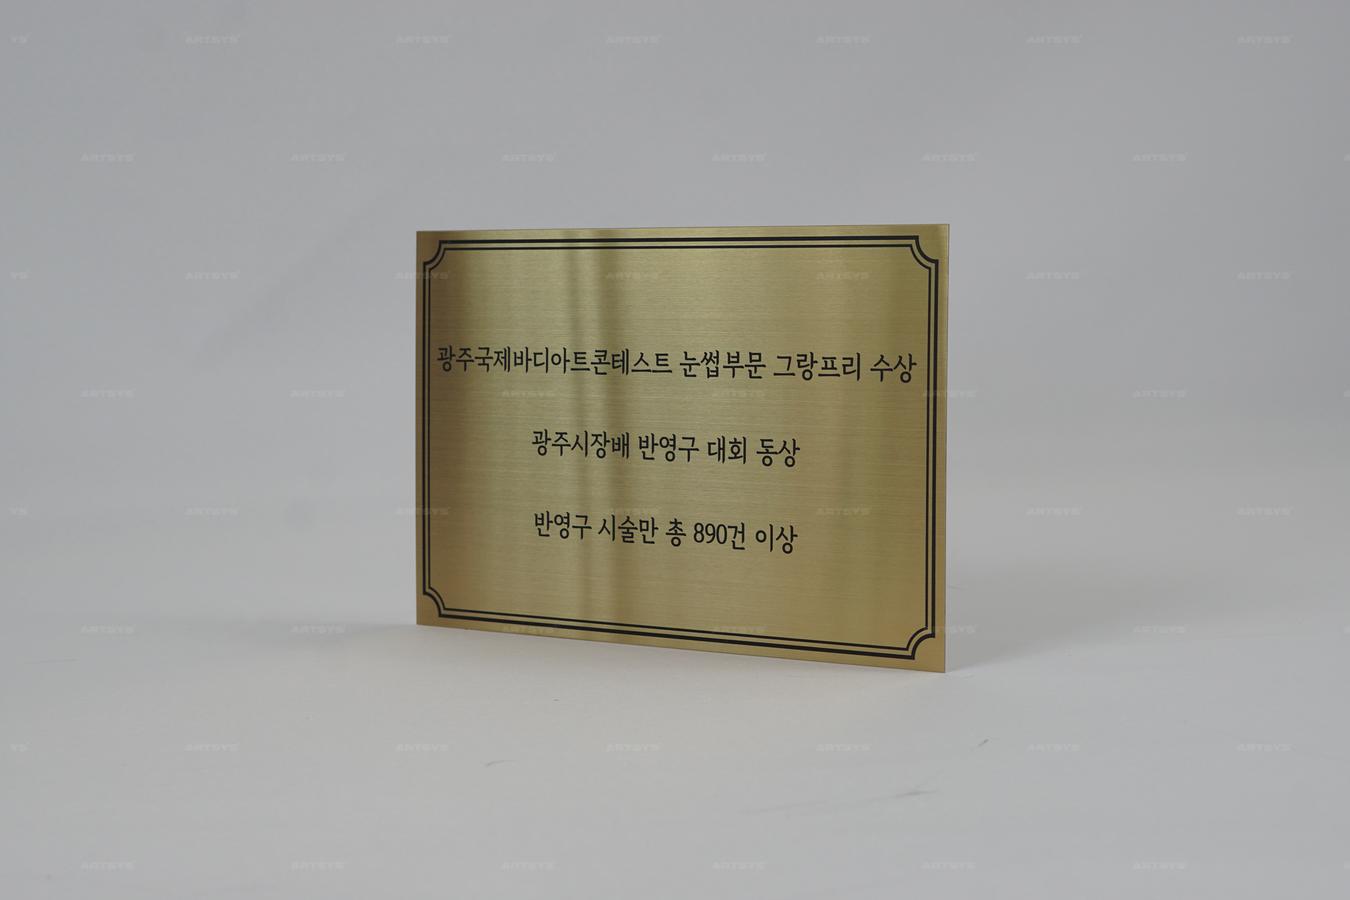 광주국제바디아트콘테스트 눈썹부문 그랑프리 수상
광주시장배 반영구 대회 동상
반영구 시술만 총 890건 이상